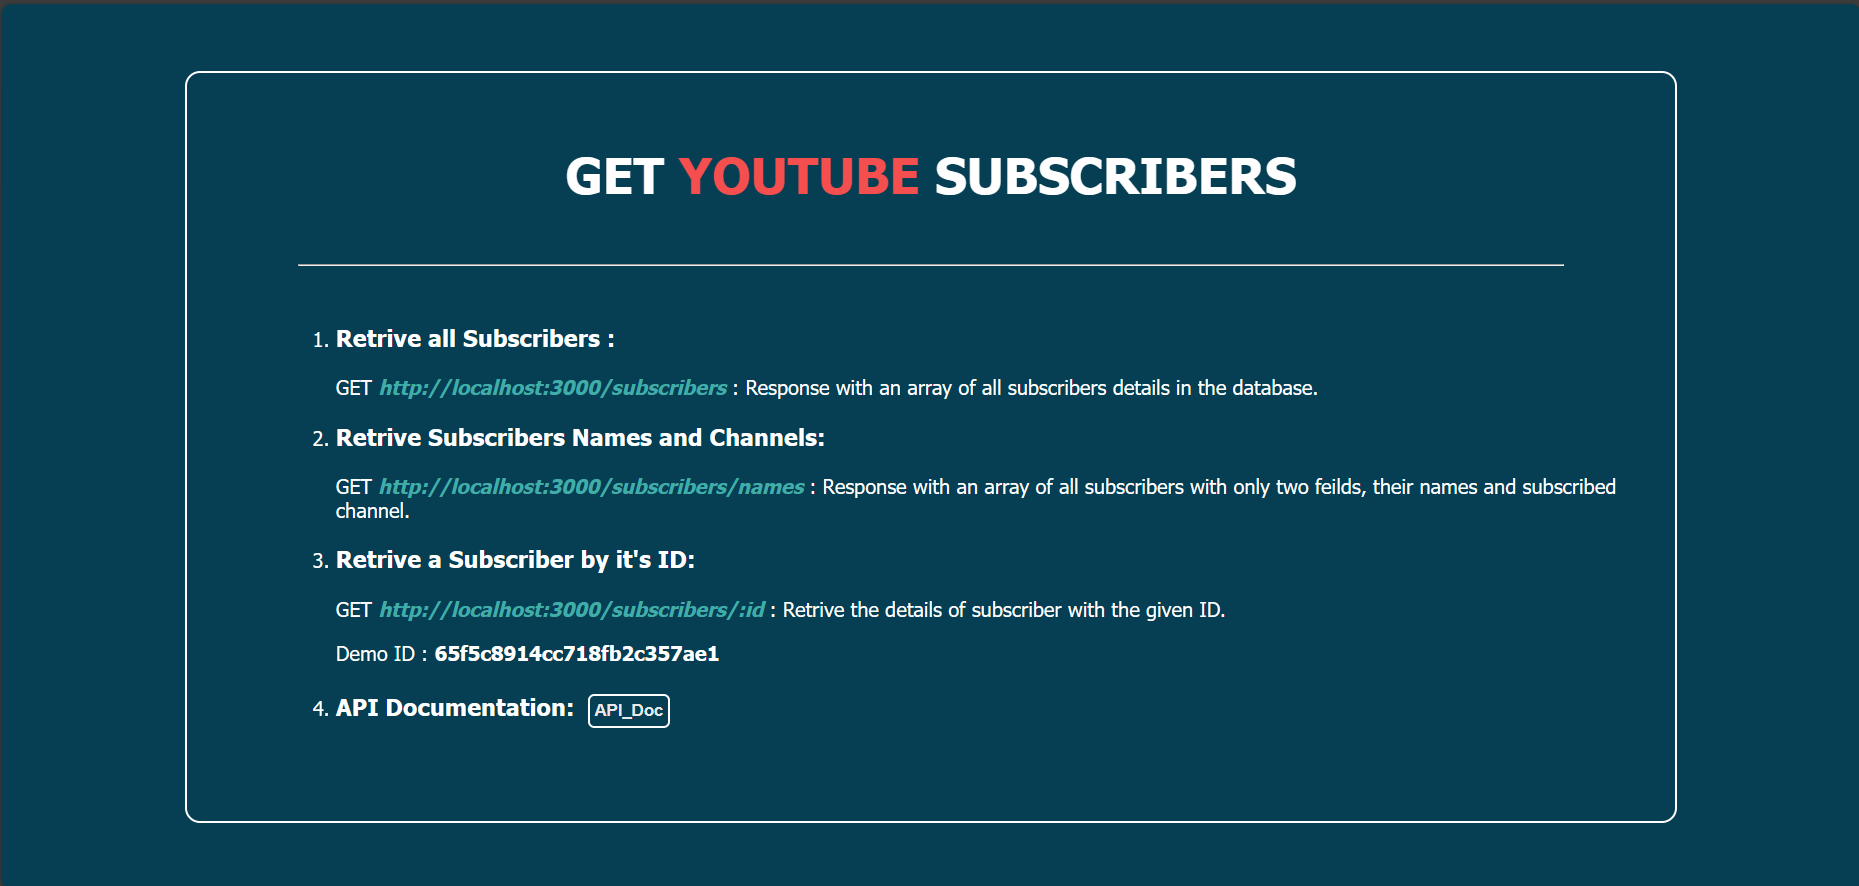 GET YOUTUBE SUBSCRIBERS
1. Retrive all Subscribers :
GET http://localhost:3000/subscribers : Response with an array of all subscribers details in the database.
2. Retrive Subscribers Names and Channels:
GET http://localhost:3000/subscribers/names : Response with an array of all subscribers with only two feilds, their names and subscribed
channel.
3. Retrive a Subscriber by it's ID:
GET http://localhost:3000/subscribers/:id : Retrive the details of subscriber with the given ID.
Demo ID : 65f5c8914cc718fb2c357ae1
4. API Documentation: API_Doc